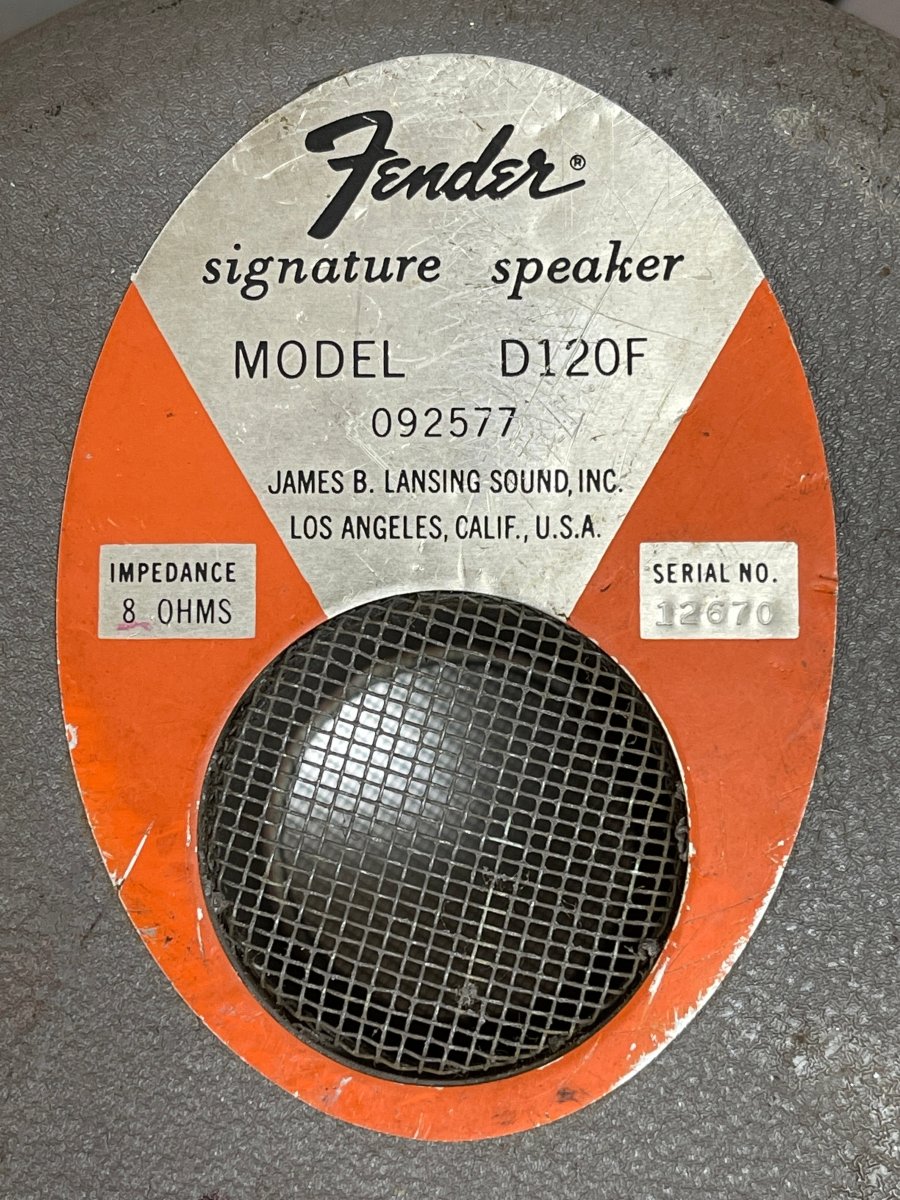 Fender®
signature speaker
MODEL D120F
092577
JAMES B. LANSING SOUND, INC.
LOS ANGELES, CALIF., U.S.A.
IMPEDANCE
8 OHMS
SERIAL NO.
12670